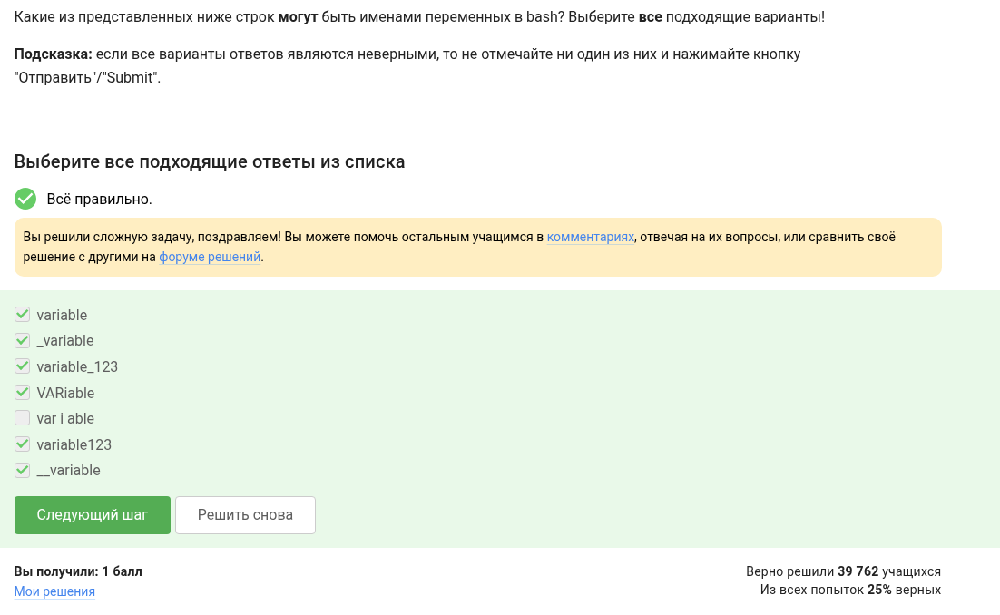 Какие из представленных ниже строк могут быть именами переменных в bash? Выберите все подходящие варианты!
Подсказка: если все варианты ответов являются неверными, то не отмечайте ни один из них и нажимайте кнопку
"Отправить"/"Submit".
Выберите все подходящие ответы из списка
Всё правильно.
Вы решили сложную задачу, поздравляем! Вы можете помочь остальным учащимся в комментариях, отвечая на их вопросы, или сравнить своё
решение с другими на форуме решений.
variable
_variable
variable_123
VARiable
var i able
variable123
__variable
Следующий шаг
Решить снова
Вы получили: 1 балл
Мои решения
Верно решили 39 762 учащихся
Из всех попыток 25% верных